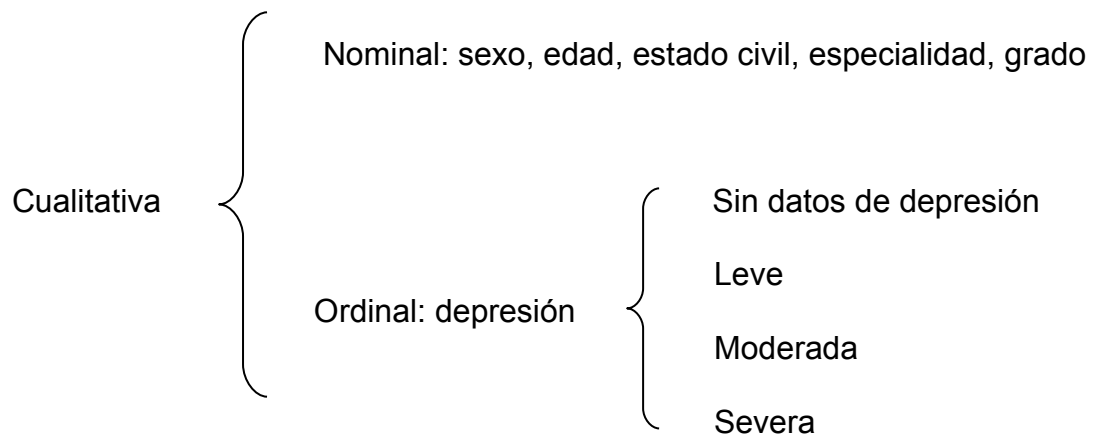 Nominal: sexo, edad, estado civil, especialidad, grado
Cualitativa
Sin datos de depresión
Leve
Ordinal: depresión
Moderada
Severa